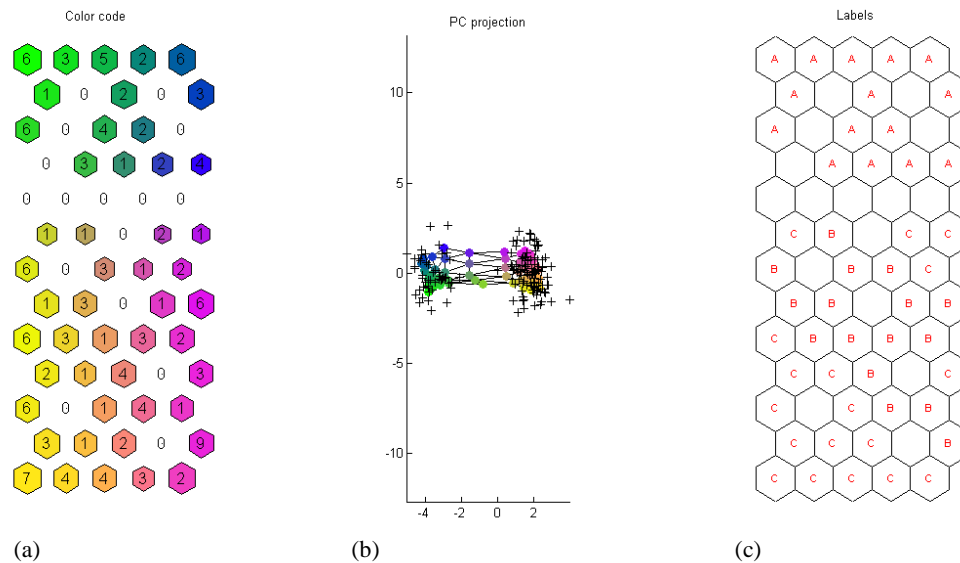 Color code
6 3 5 2 6
1 0 2 0 3
6 0 4 2 0
0 3 1 2 4
0 0 0 0 0
1 1 0 2 1
6 0 3 1 2
1 3 0 1 6
6 3 1 3 2
2 1 4 0 3
6 0 1 4 1
3 1 2 0 9
7 4 4 3 2
(a)
PC projection
10
5
0
-5
-10
-4 -2 0 2
(b)
Labels
A A A A A
A A A
A A A
A A A A
C B C C
B B B C
B B B B
C B B B B
C C B C
C C B B
C C C B
C C C C C
(c)